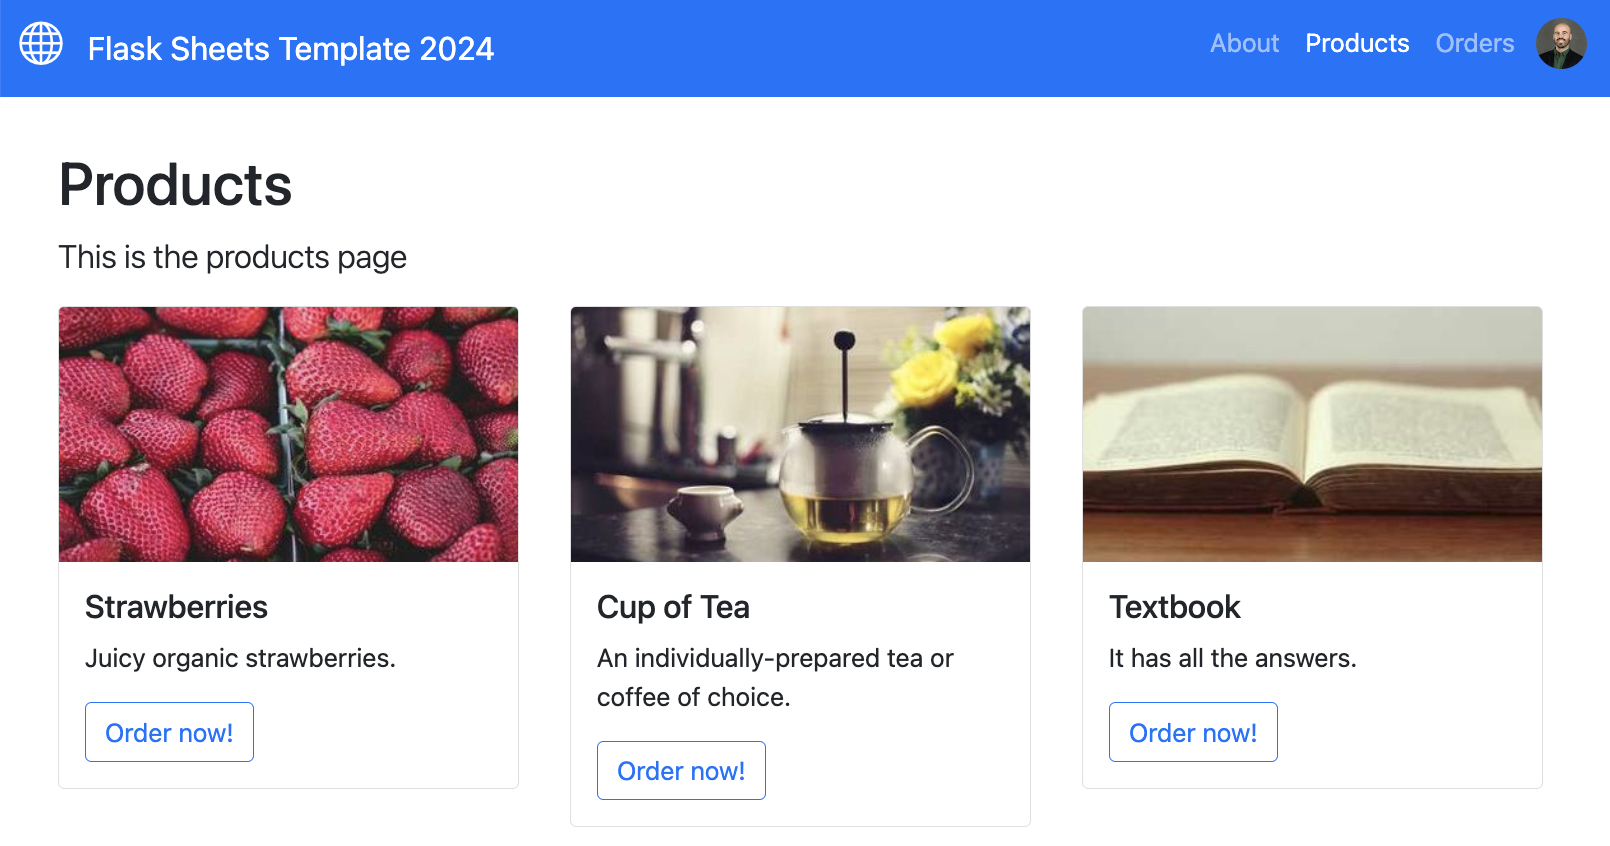 Flask Sheets Template 2024
About Products Orders
Products
This is the products page
Strawberries
Juicy organic strawberries.
Order now!
Cup of Tea
An individually-prepared tea or
coffee of choice.
Order now!
Textbook
It has all the answers.
Order now!